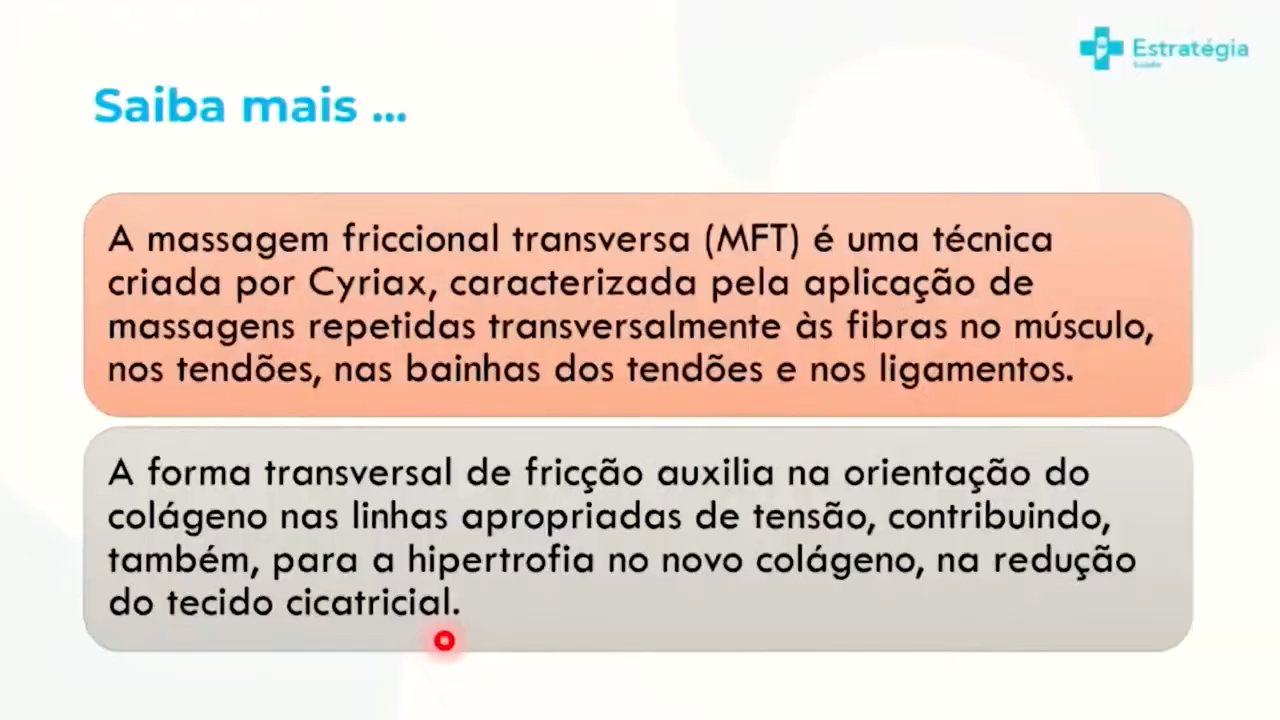 Estratégia
Saúde
Saiba mais ...
A massagem friccional transversa (MFT) é uma técnica
criada por Cyriax, caracterizada pela aplicação de
massagens repetidas transversalmente às fibras no músculo,
nos tendões, nas bainhas dos tendões e nos ligamentos.
A forma transversal de fricção auxilia na orientação do
colágeno nas linhas apropriadas de tensão, contribuindo,
também, para a hipertrofia no novo colágeno, na redução
do tecido cicatricial.